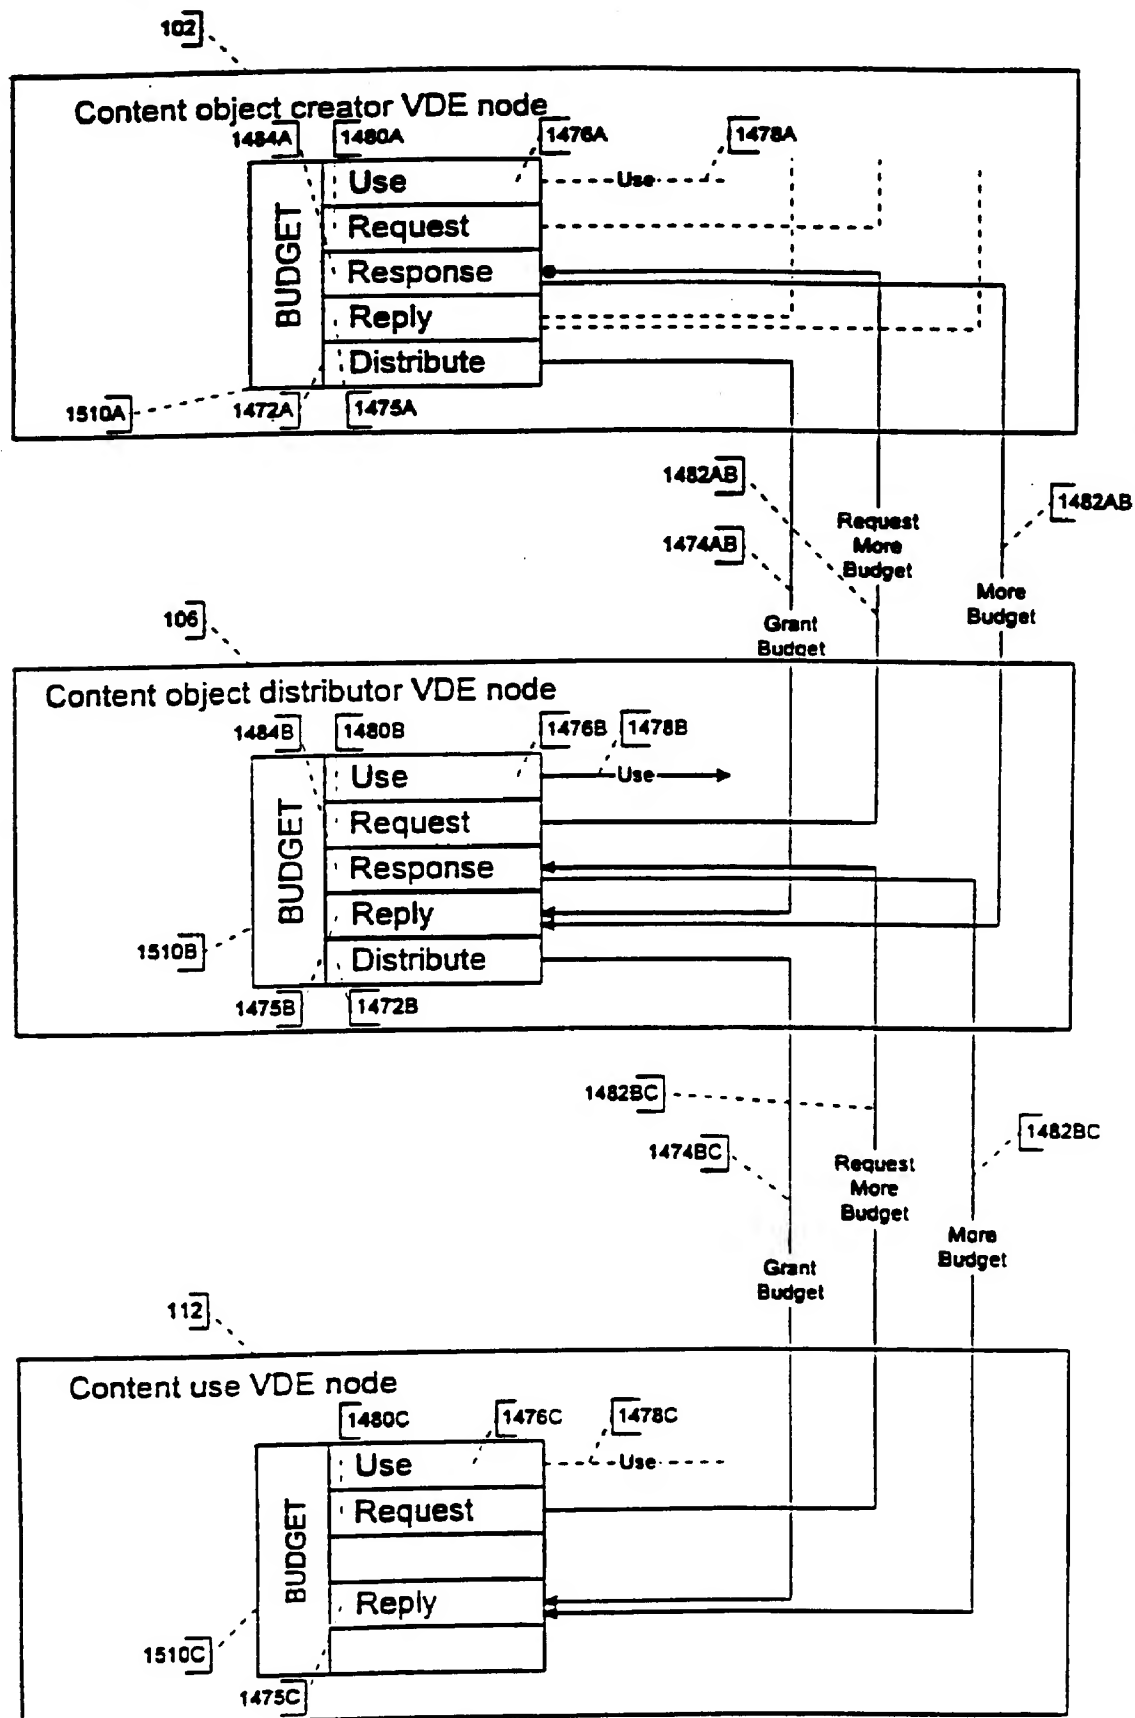 102
Content object creator VDE node
1484A 1480A 1476A 1478A
BUDGET
Use Use
Request
Response
Reply
Distribute
1510A 1472A 1475A
1482AB
1482AB
1474AB
Request
More
Budget
More
Budget
Grant
Budget
106
Content object distributor VDE node
1484B 1480B 1476B 1478B
BUDGET
Use Use
Request
Response
Reply
Distribute
1510B
1475B 1472B
1482BC
1482BC
1474BC
Request
More
Budget
More
Budget
Grant
Budget
112
Content use VDE node
1480C 1476C 1478C
BUDGET
Use Use
Request
Reply
1510C
1475C